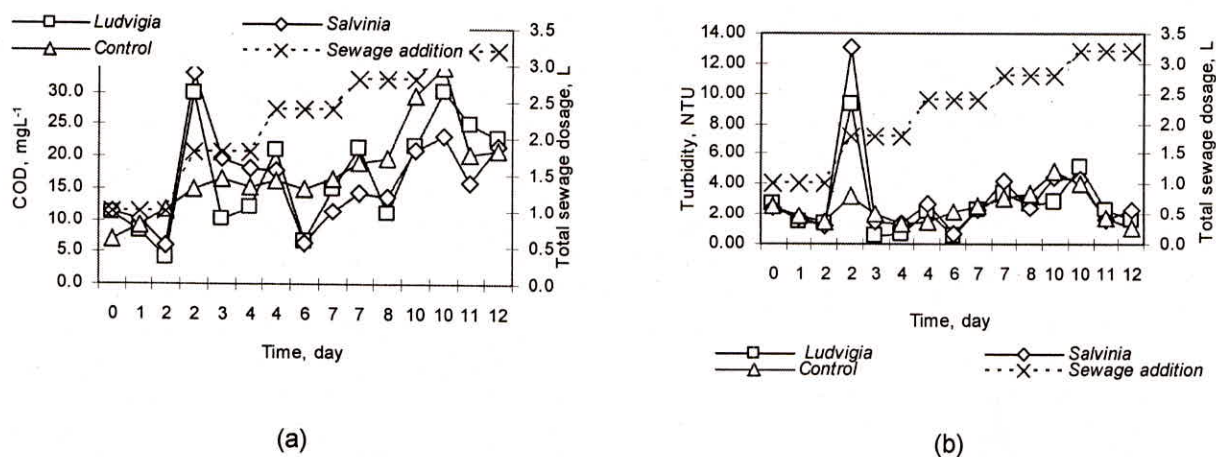 Ludvigia Salvinia
Control Sewage addition
COD, mgL⁻¹
30.0
25.0
20.0
15.0
10.0
5.0
0.0
3.5
3.0
2.5
2.0
1.5
1.0
0.5
0.0
Total sewage dosage, L
0 1 2 2 3 4 4 6 7 7 8 10 10 11 12
Time, day
(a)
Turbidity, NTU
14.00
12.00
10.00
8.00
6.00
4.00
2.00
0.00
3.5
3.0
2.5
2.0
1.5
1.0
0.5
0.0
Total sewage dosage, L
0 1 2 2 3 4 4 6 7 7 8 10 10 11 12
Time, day
Ludvigia Salvinia
Control Sewage addition
(b)